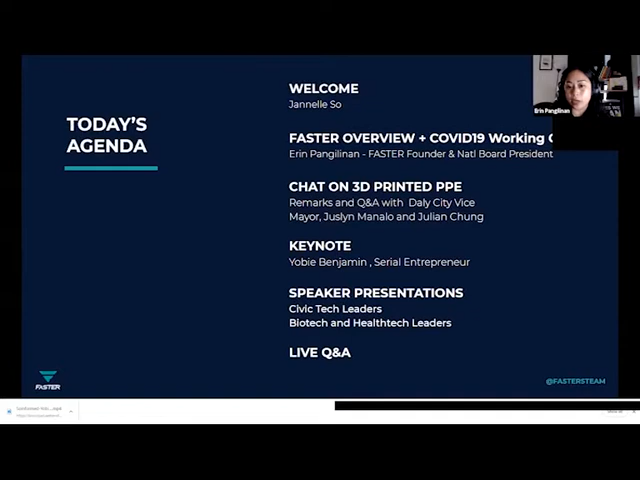 TODAY'S
AGENDA
WELCOME
Jannelle So
FASTER OVERVIEW + COVID19 Working
Erin Pangilinan - FASTER Founder & Natl Board President
CHAT ON 3D PRINTED PPE
Remarks and Q&A with Daly City Vice
Mayor, Juslyn Manalo and Julian Chung
KEYNOTE
Yobie Benjamin , Serial Entrepreneur
SPEAKER PRESENTATIONS
Civic Tech Leaders
Biotech and Healthtech Leaders
LIVE Q&A
Erin Pangilinan
FASTER
@FASTERSTEAM